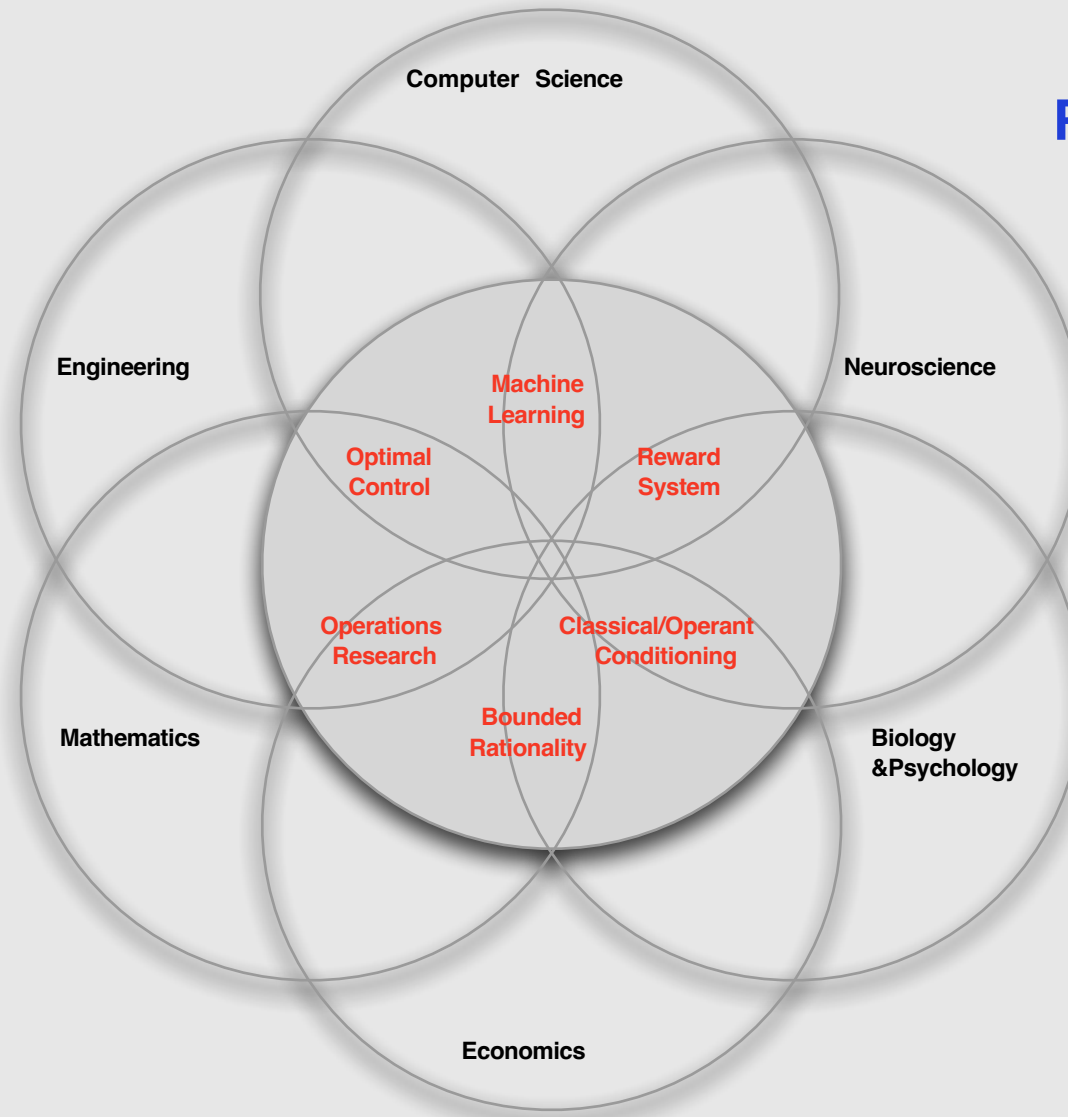 Computer Science
Engineering
Neuroscience
Machine
Learning
Optimal
Control
Reward
System
Operations
Research
Classical/Operant
Conditioning
Bounded
Rationality
Mathematics
Biology
&Psychology
Economics